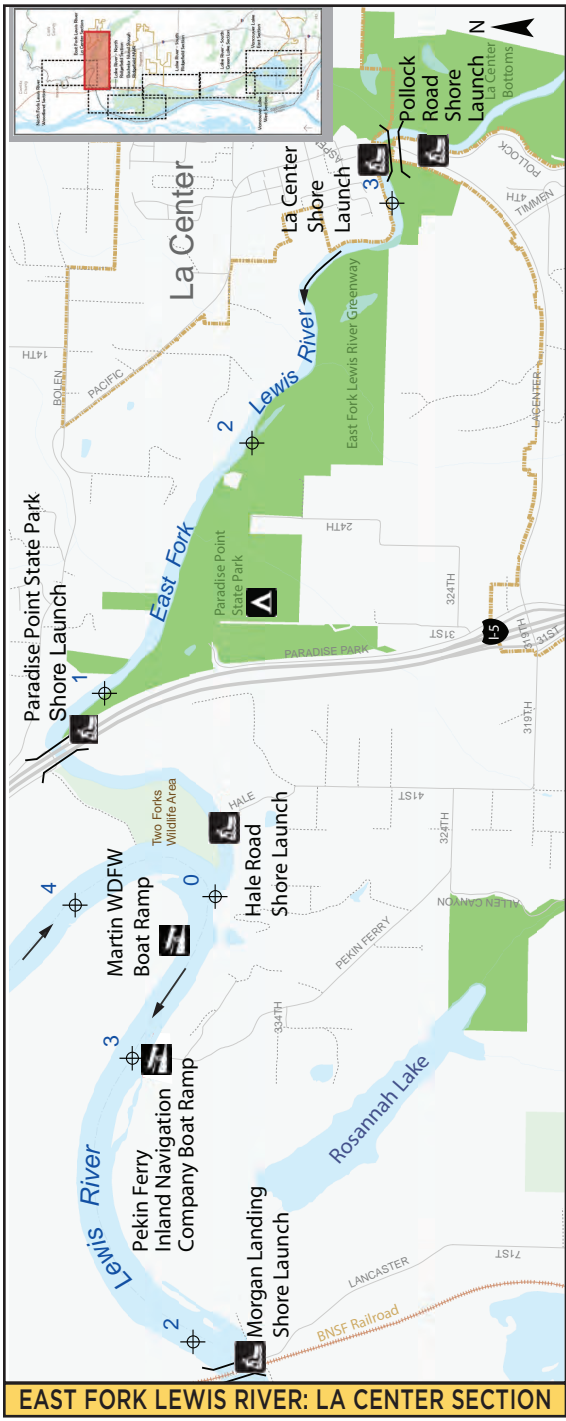 EAST FORK LEWIS RIVER: LA CENTER SECTION
Lewis River
2
Morgan Landing
Shore Launch
BNSF Railroad
LANCASTER
71ST
Pekin Ferry
Inland Navigation
Company Boat Ramp
3
334TH
PEKIN FERRY
Rosannah Lake
Martin WDFW
Boat Ramp
4
0
Hale Road
Shore Launch
HALE
Two Forks
Wildlife Area
ALLEN CANYON
324TH
41ST
319TH
Paradise Point State Park
Shore Launch
1
PARADISE PARK
I-5
31ST
319TH
31ST
324TH
24TH
East Fork
Lewis River
Paradise Point
State Park
2
BOLEN
PACIFIC
14TH
La Center
East Fork Lewis River Greenway
La Center
Shore
Launch
3
ASPEN
Pollock
Road
Shore
Launch
La Center
Bottoms
POLLOCK
4TH
TIMMEN
LACENTER
N